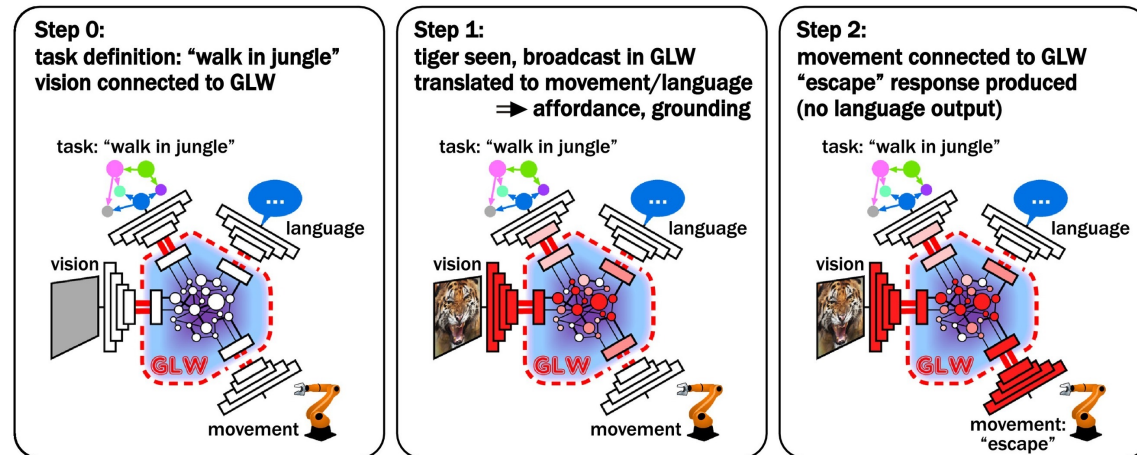 Step 0:
task definition: “walk in jungle”
vision connected to GLW
task: “walk in jungle”
...
language
vision
GLW
movement
Step 1:
tiger seen, broadcast in GLW
translated to movement/language
⇒ affordance, grounding
task: “walk in jungle”
...
language
vision
GLW
movement
Step 2:
movement connected to GLW
“escape” response produced
(no language output)
task: “walk in jungle”
...
language
vision
GLW
movement:
“escape”